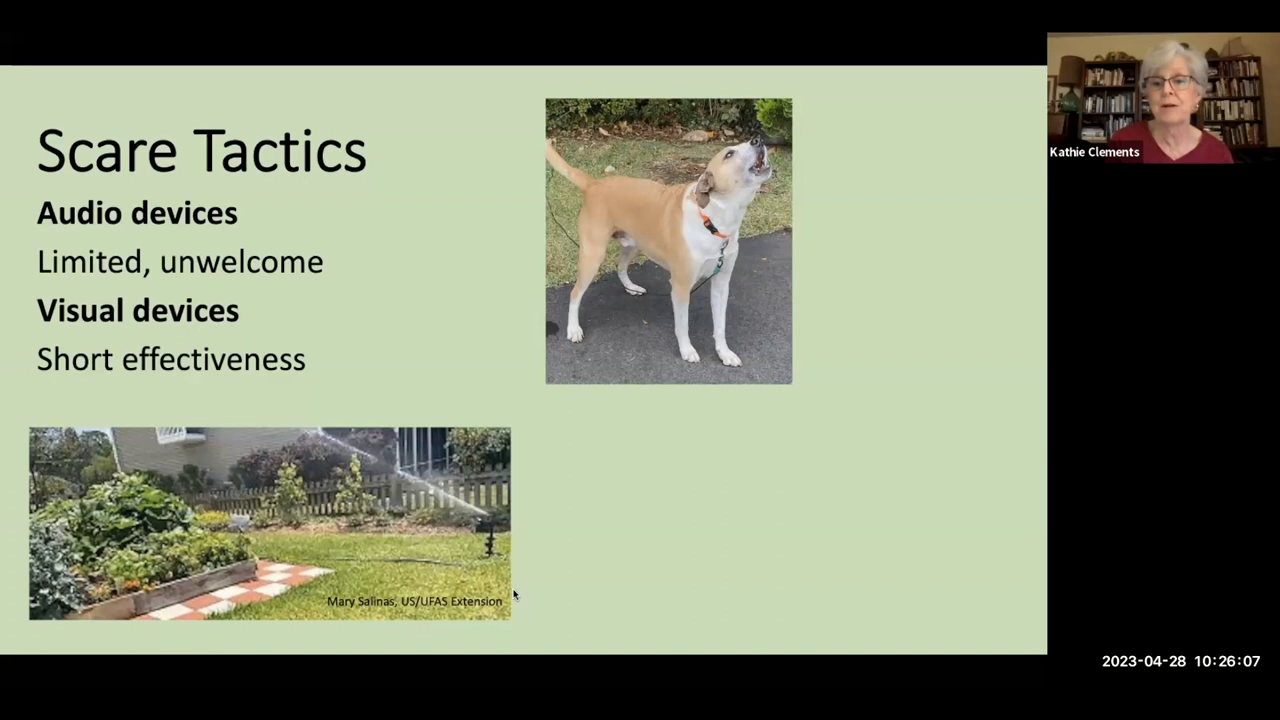 Scare Tactics
Audio devices
Limited, unwelcome
Visual devices
Short effectiveness
Mary Salinas, US/UFAS Extension
Kathie Clements
2023-04-28 10:26:07